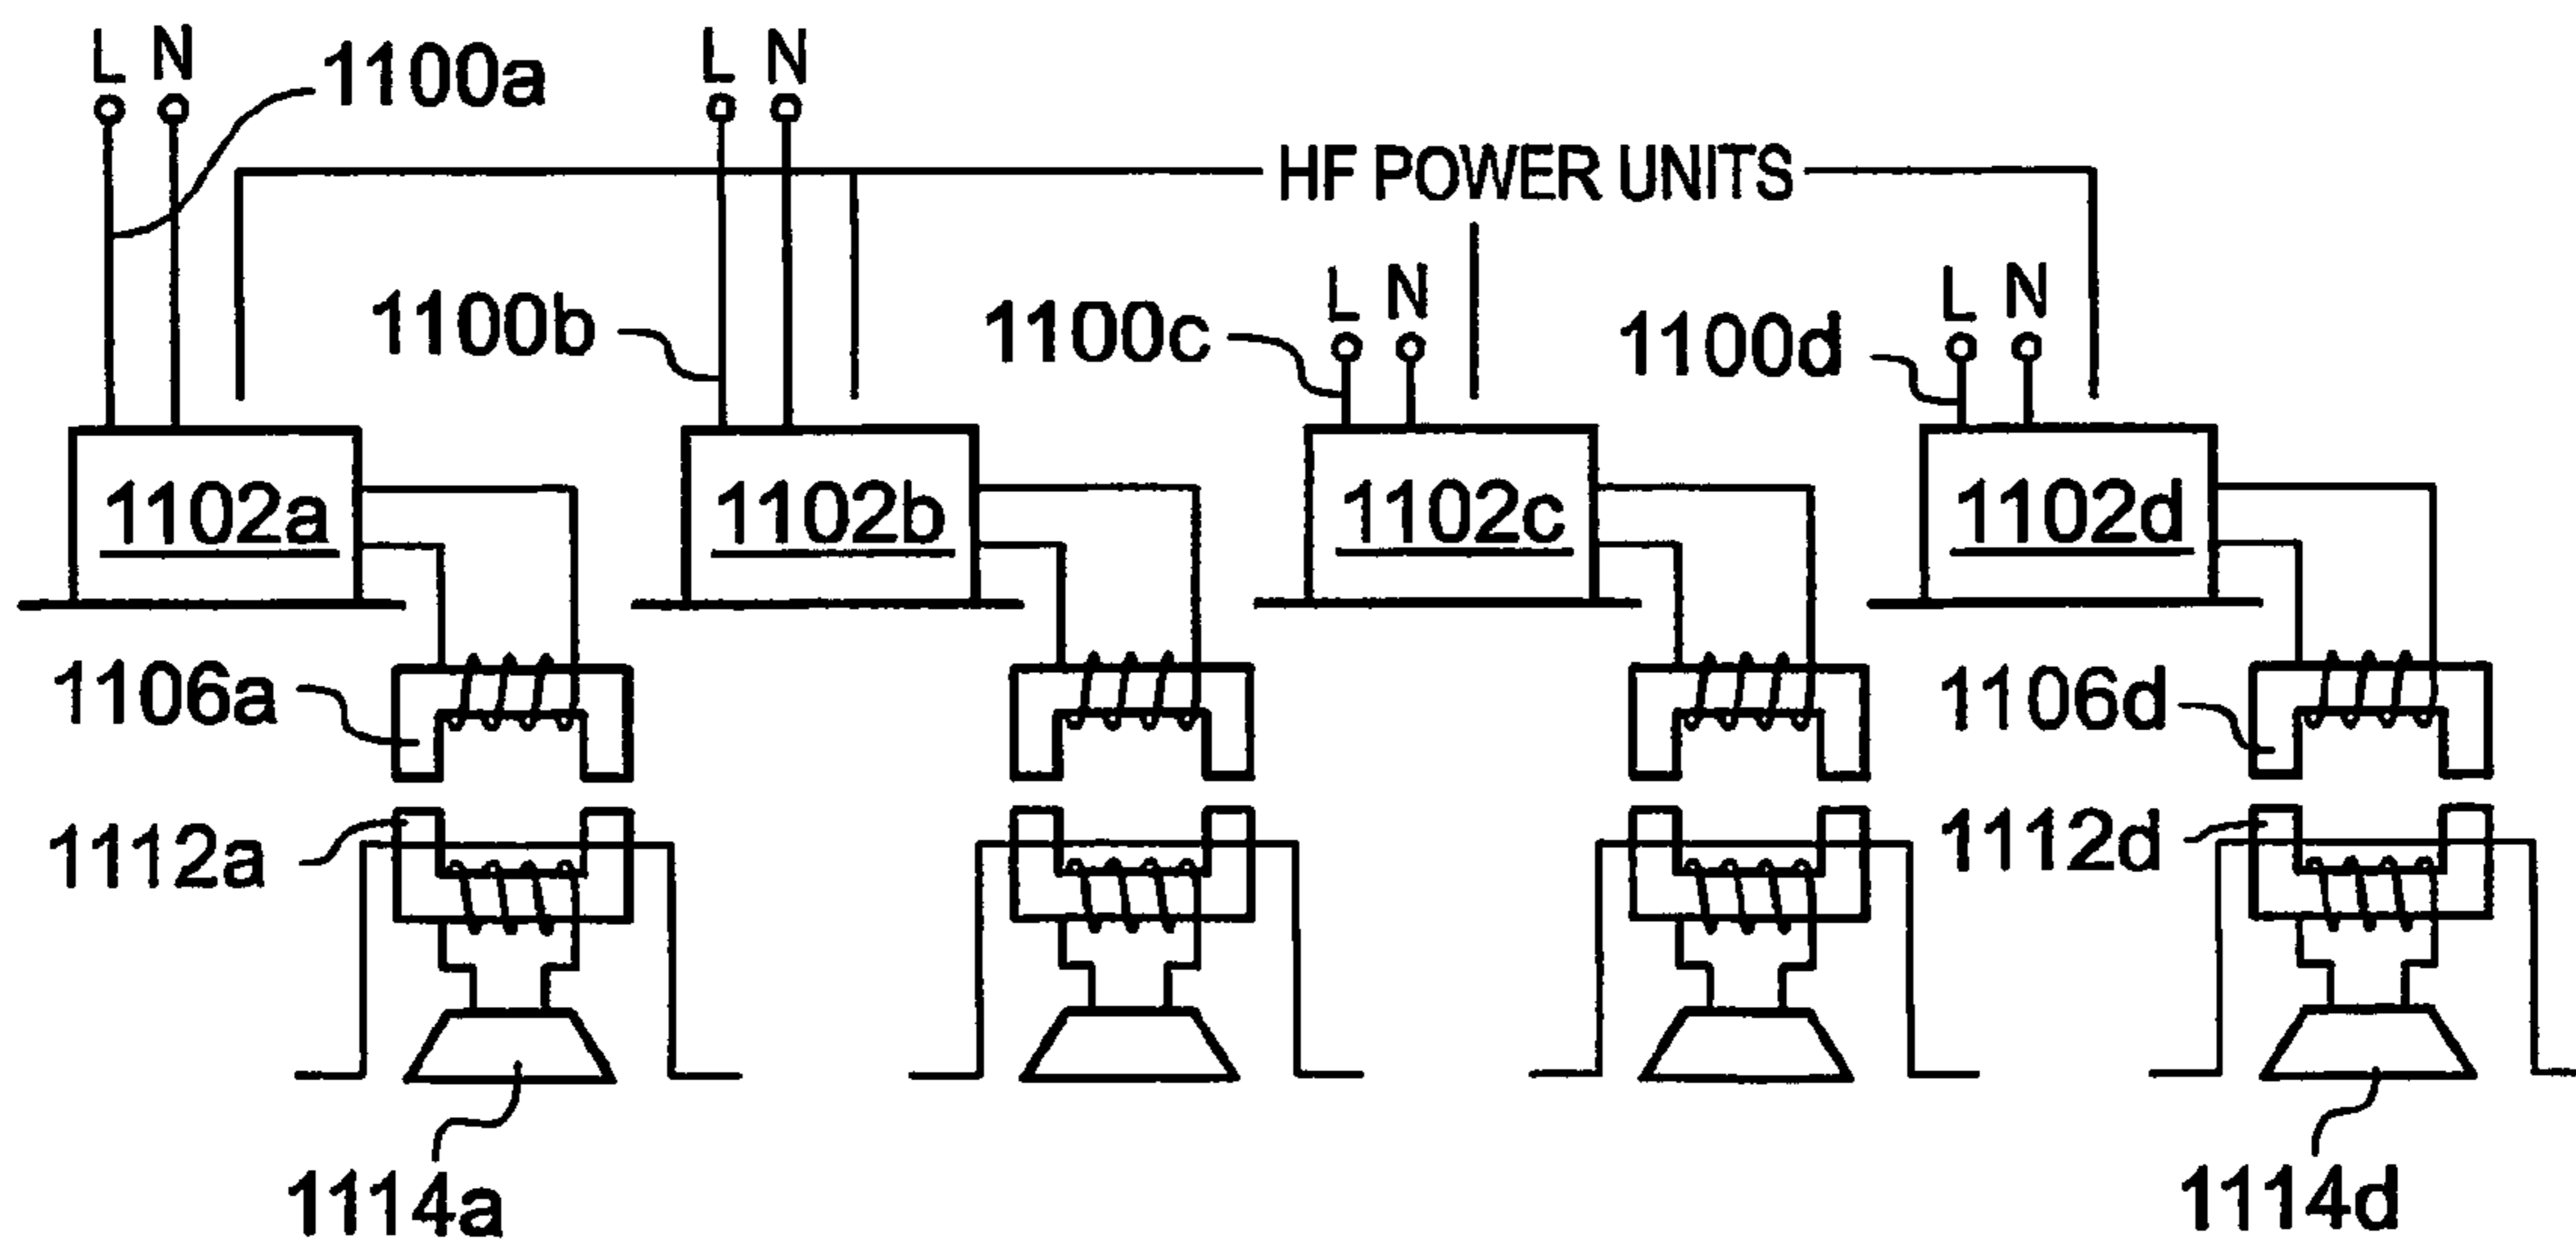 L N
1100a
L N
HF POWER UNITS
1100b
1100c
L N
1100d
L N
1102a
1102b
1102c
1102d
1106a
1106d
1112a
1112d
1114a
1114d